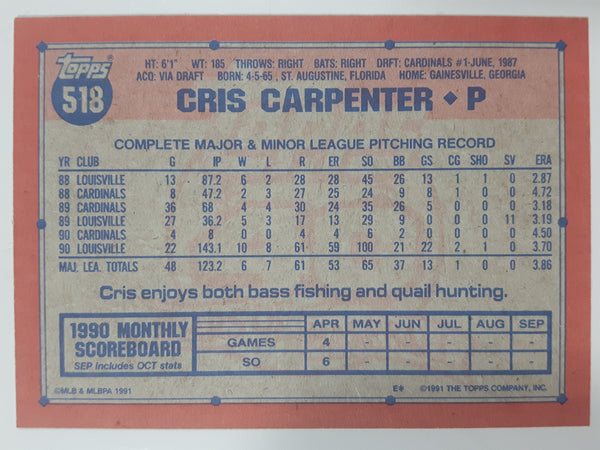 Topps®
518
HT: 6'1" WT: 185 THROWS: RIGHT BATS: RIGHT DRFT: CARDINALS #1-JUNE, 1987
ACQ: VIA DRAFT BORN: 4-5-65, ST. AUGUSTINE, FLORIDA HOME: GAINESVILLE, GEORGIA
CRIS CARPENTER ◆ P
COMPLETE MAJOR & MINOR LEAGUE PITCHING RECORD
YR CLUB G IP W L R ER SO BB GS CG SHO SV ERA
88 LOUISVILLE 13 87.2 6 2 28 28 45 26 13 1 1 0 2.87
88 CARDINALS 8 47.2 2 3 27 25 24 9 8 1 0 0 4.72
89 CARDINALS 36 68 4 4 30 24 35 26 5 0 0 0 3.18
89 LOUISVILLE 27 36.2 5 3 17 13 29 9 0 0 0 11 3.19
90 CARDINALS 4 8 0 0 4 4 6 2 0 0 0 0 4.50
90 LOUISVILLE 22 143.1 10 8 61 59 100 21 22 2 1 0 3.70
MAJ. LEA. TOTALS 48 123.2 6 7 61 53 65 37 13 1 0 0 3.86
Cris enjoys both bass fishing and quail hunting.
1990 MONTHLY
SCOREBOARD
SEP includes OCT stats
APR MAY JUN JUL AUG SEP
GAMES 4 - - - - -
SO 6 - - - - -
©MLB & MLBPA 1991 E* ©1991 THE TOPPS COMPANY, INC.